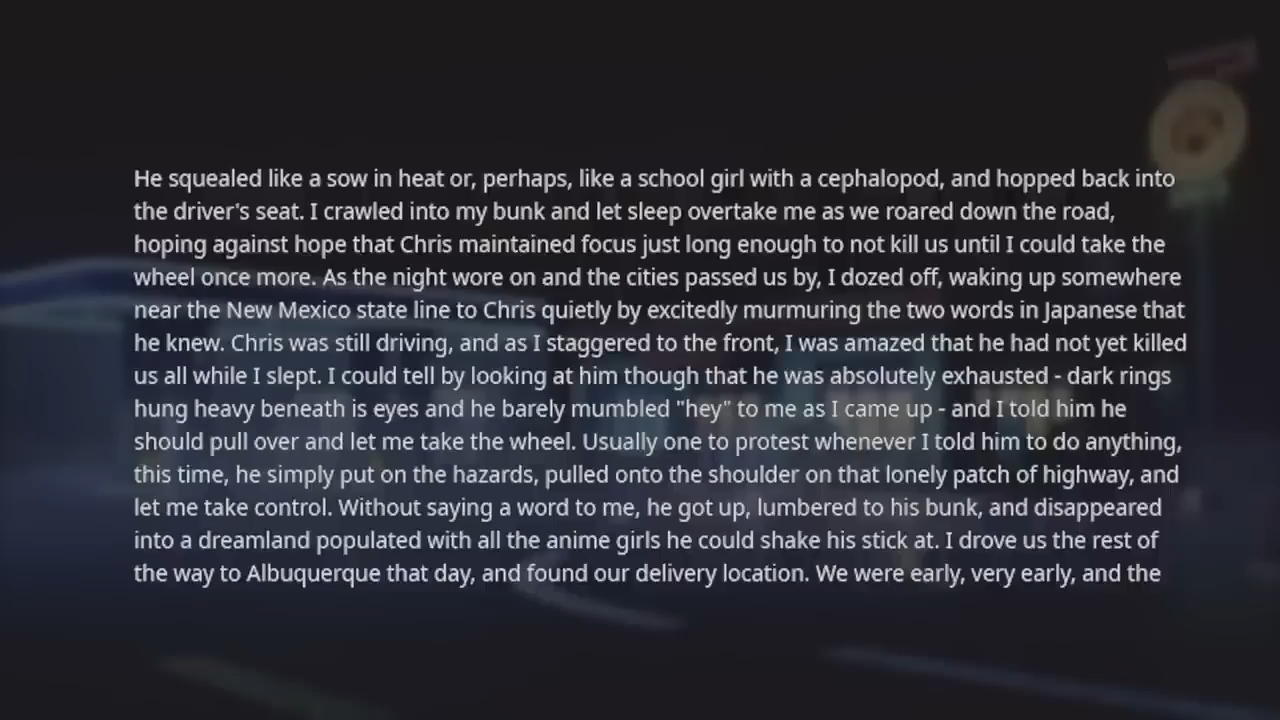 He squealed like a sow in heat or, perhaps, like a school girl with a cephalopod, and hopped back into
the driver's seat. I crawled into my bunk and let sleep overtake me as we roared down the road,
hoping against hope that Chris maintained focus just long enough to not kill us until I could take the
wheel once more. As the night wore on and the cities passed us by, I dozed off, waking up somewhere
near the New Mexico state line to Chris quietly by excitedly murmuring the two words in Japanese that
he knew. Chris was still driving, and as I staggered to the front, I was amazed that he had not yet killed
us all while I slept. I could tell by looking at him though that he was absolutely exhausted - dark rings
hung heavy beneath is eyes and he barely mumbled "hey" to me as I came up - and I told him he
should pull over and let me take the wheel. Usually one to protest whenever I told him to do anything,
this time, he simply put on the hazards, pulled onto the shoulder on that lonely patch of highway, and
let me take control. Without saying a word to me, he got up, lumbered to his bunk, and disappeared
into a dreamland populated with all the anime girls he could shake his stick at. I drove us the rest of
the way to Albuquerque that day, and found our delivery location. We were early, very early, and the